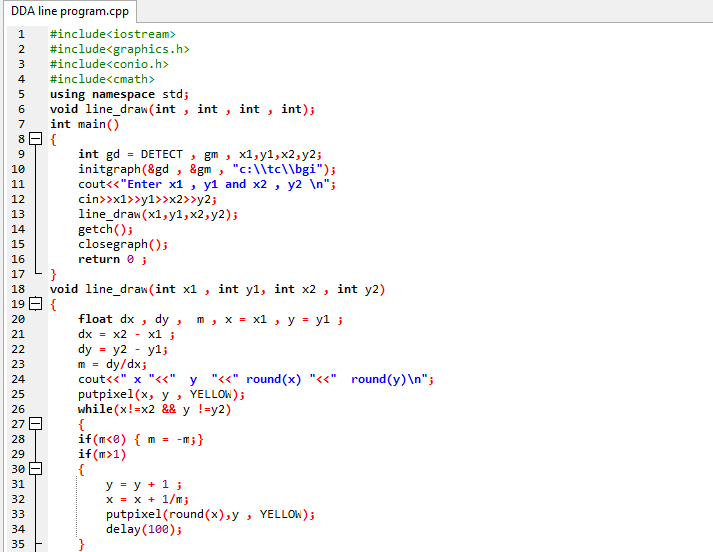 DDA line program.cpp
1 #include<iostream>
2 #include<graphics.h>
3 #include<conio.h>
4 #include<cmath>
5 using namespace std;
6 void line_draw(int , int , int , int);
7 int main()
8 {
9 int gd = DETECT , gm , x1,y1,x2,y2;
10 initgraph(&gd , &gm , "c:\\tc\\bgi");
11 cout<<"Enter x1 , y1 and x2 , y2 \n";
12 cin>>x1>>y1>>x2>>y2;
13 line_draw(x1,y1,x2,y2);
14 getch();
15 closegraph();
16 return 0 ;
17 }
18 void line_draw(int x1 , int y1, int x2 , int y2)
19 {
20 float dx , dy ,  m , x = x1 , y = y1 ;
21 dx = x2 - x1 ;
22 dy = y2 - y1;
23 m = dy/dx;
24 cout<<" x "<<"  y  "<<" round(x) "<<"  round(y)\n";
25 putpixel(x, y , YELLOW);
26 while(x!=x2 && y !=y2)
27 {
28 if(m<0) { m = -m;}
29 if(m>1)
30 {
31 y = y + 1 ;
32 x = x + 1/m;
33 putpixel(round(x),y , YELLOW);
34 delay(100);
35 }